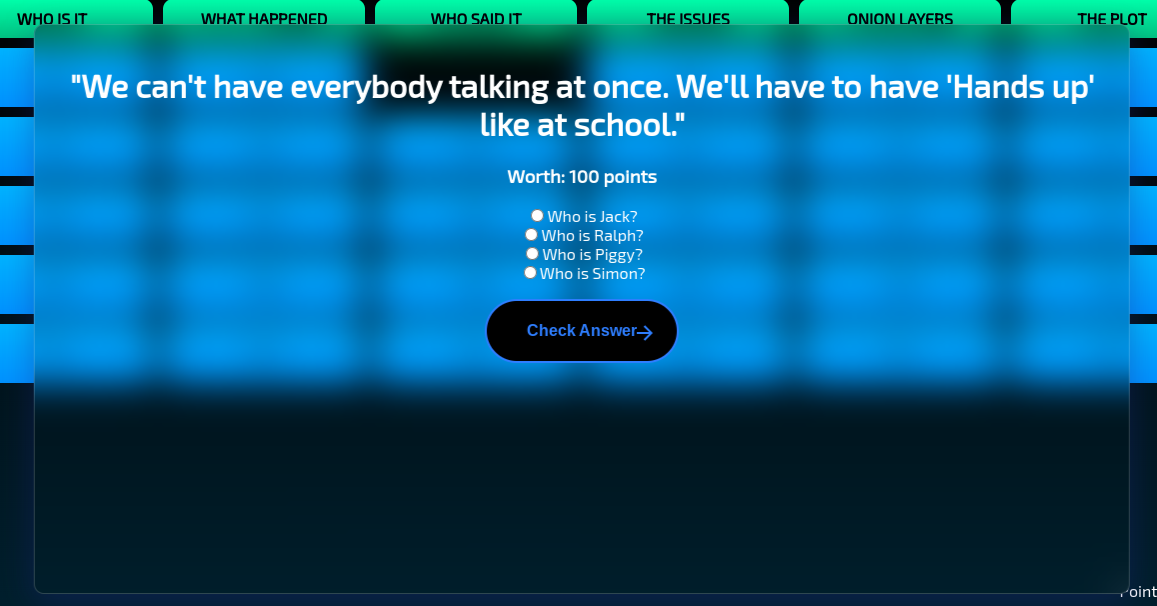 WHO IS IT
WHAT HAPPENED
WHO SAID IT
THE ISSUES
ONION LAYERS
THE PLOT
"We can't have everybody talking at once. We'll have to have 'Hands up'
like at school."
Worth: 100 points
Who is Jack?
Who is Ralph?
Who is Piggy?
Who is Simon?
Check Answer
Point